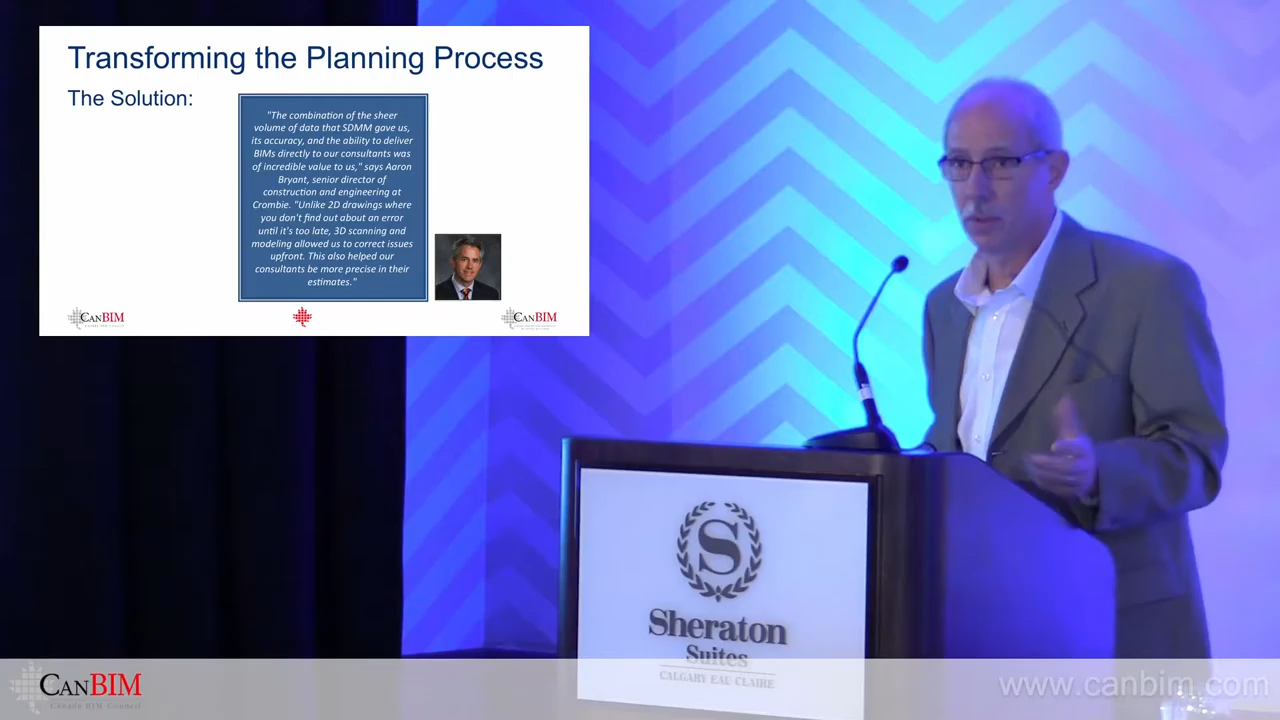 Transforming the Planning Process
The Solution:
"The combination of the sheer
volume of data that SDMM gave us,
its accuracy, and the ability to deliver
BIMs directly to our consultants was
of incredible value to us," says Aaron
Bryant, senior director of
construction and engineering at
Crombie. "Unlike 2D drawings where
you don't find out about an error
until it's too late, 3D scanning and
modeling allowed us to correct issues
upfront. This also helped our
consultants be more precise in their
estimates."
CANBIM
CANBIM
S
Sheraton
Suites
CALGARY EAU CLAIRE
CANBIM
Canada BIM Council
www.canbim.com